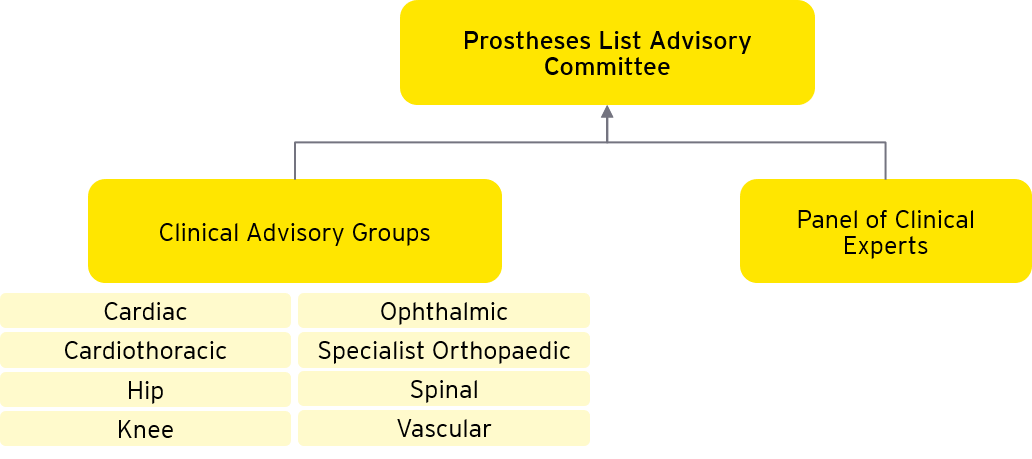 Prostheses List Advisory
Committee
Clinical Advisory Groups
Panel of Clinical
Experts
Cardiac
Ophthalmic
Cardiothoracic
Specialist Orthopaedic
Hip
Spinal
Knee
Vascular